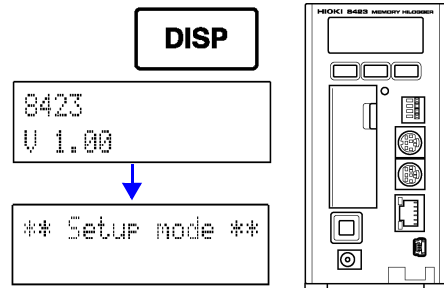 DISP
8423
V 1.00
** Setup mode **
HIOKI 8423 MEMORY HiLOGGER